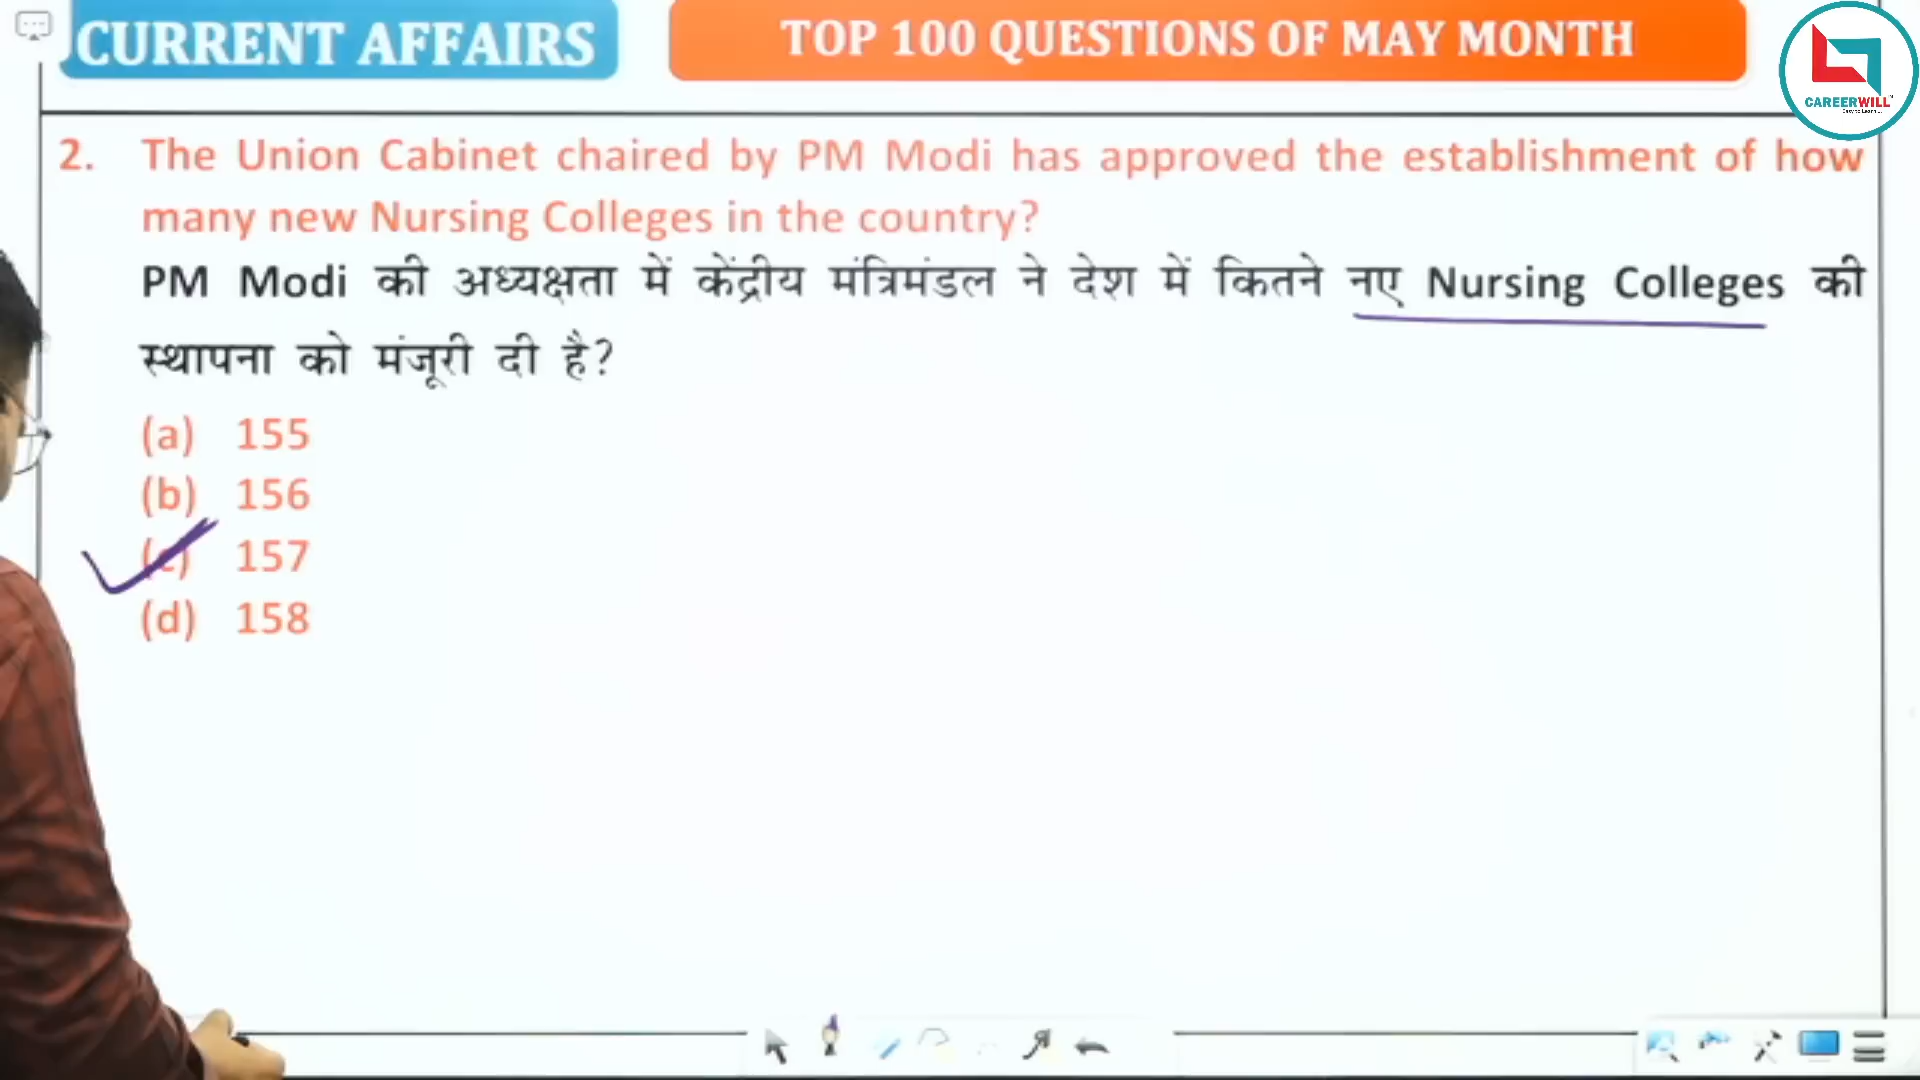 CURRENT AFFAIRS
TOP 100 QUESTIONS OF MAY MONTH
CAREERWILL
2. The Union Cabinet chaired by PM Modi has approved the establishment of how
many new Nursing Colleges in the country?
PM Modi की अध्यक्षता में केंद्रीय मंत्रिमंडल ने देश में कितने नए Nursing Colleges की
स्थापना को मंजूरी दी है?
(a) 155
(b) 156
(c) 157
(d) 158